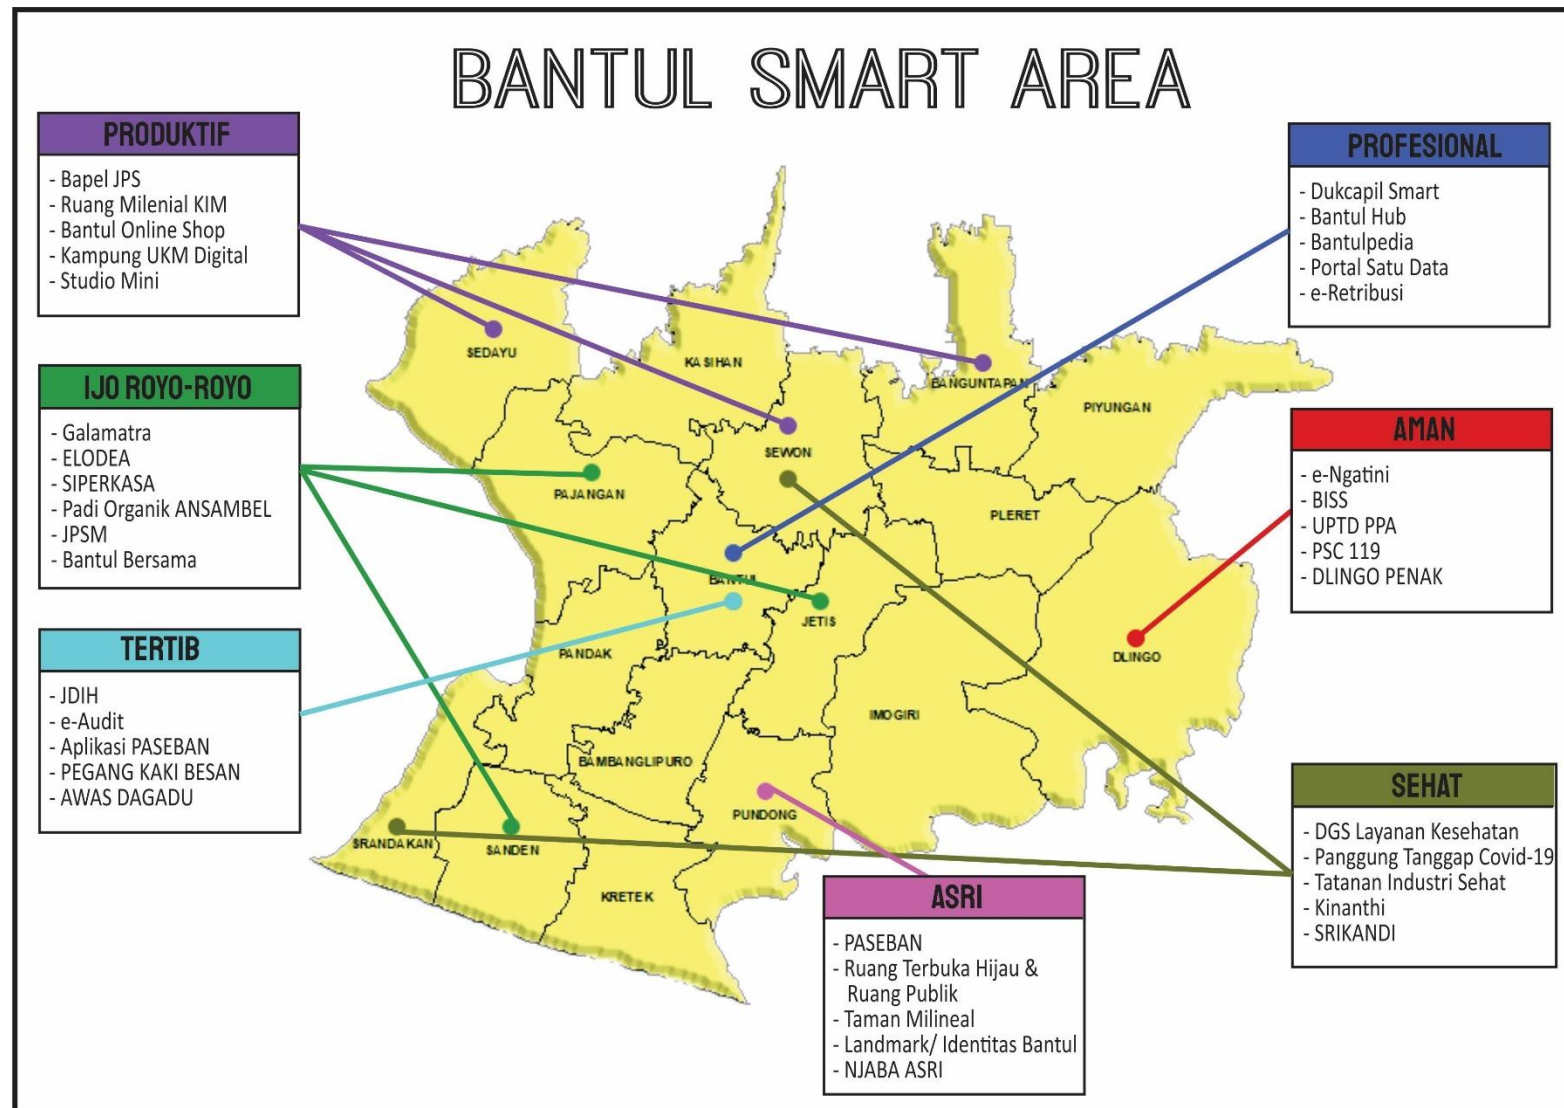 BANTUL SMART AREA
PRODUKTIF
- Bapel JPS
- Ruang Milenial KIM
- Bantul Online Shop
- Kampung UKM Digital
- Studio Mini
IJO ROYO-ROYO
- Galamatra
- ELODEA
- SIPERKASA
- Padi Organik ANSAMBEL
- JPSM
- Bantul Bersama
TERTIB
- JDIH
- e-Audit
- Aplikasi PASEBAN
- PEGANG KAKI BESAN
- AWAS DAGADU
SEDAYU
KASIHAN
BANGUNTAPAN
PIYUNGAN
SEWON
PAJANGAN
PLERET
BANTUL
JETIS
PANDAK
DLINGO
IMOGIRI
BAMBANGLIPURO
PUNDONG
SRANDAKAN
SANDEN
KRETEK
PROFESIONAL
- Dukcapil Smart
- Bantul Hub
- Bantulpedia
- Portal Satu Data
- e-Retribusi
AMAN
- e-Ngatini
- BISS
- UPTD PPA
- PSC 119
- DLINGO PENAK
SEHAT
- DGS Layanan Kesehatan
- Panggung Tanggap Covid-19
- Tatanan Industri Sehat
- Kinanthi
- SRIKANDI
ASRI
- PASEBAN
- Ruang Terbuka Hijau &
Ruang Publik
- Taman Milineal
- Landmark/ Identitas Bantul
- NJABA ASRI